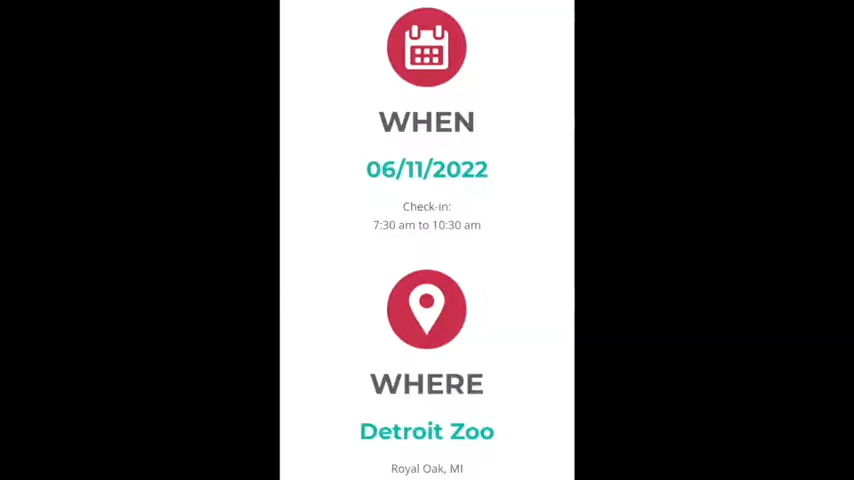 WHEN
06/11/2022
Check-in:
7:30 am to 10:30 am
WHERE
Detroit Zoo
Royal Oak, MI